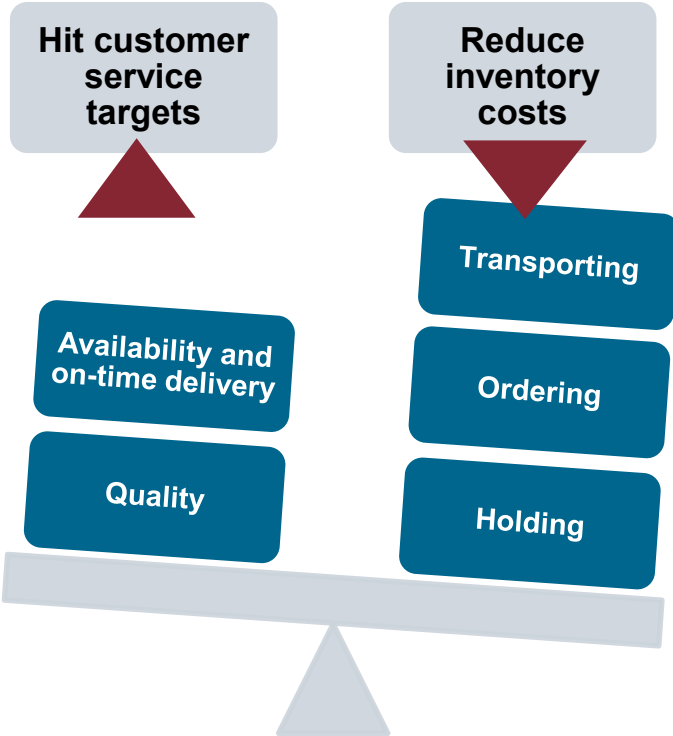 Hit customer
service
targets
Reduce
inventory
costs
Availability and
on-time delivery
Quality
Transporting
Ordering
Holding